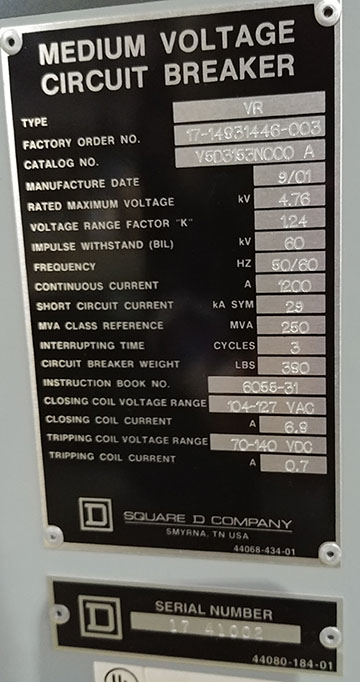 MEDIUM VOLTAGE
CIRCUIT BREAKER
TYPE VR
FACTORY ORDER NO. 17-14931446-003
CATALOG NO. V5D3153N000 A
MANUFACTURE DATE 9/01
RATED MAXIMUM VOLTAGE kV 4.76
VOLTAGE RANGE FACTOR "K" 1.24
IMPULSE WITHSTAND (BIL) kV 60
FREQUENCY HZ 50/60
CONTINUOUS CURRENT A 1200
SHORT CIRCUIT CURRENT kA SYM 29
MVA CLASS REFERENCE MVA 250
INTERRUPTING TIME CYCLES 3
CIRCUIT BREAKER WEIGHT LBS 390
INSTRUCTION BOOK NO. 6055-31
CLOSING COIL VOLTAGE RANGE 104-127 VAC
CLOSING COIL CURRENT A 6.9
TRIPPING COIL VOLTAGE RANGE 70-140 VDC
TRIPPING COIL CURRENT A 0.7
D SQUARE D COMPANY
SMYRNA, TN USA
44068-434-01
D SERIAL NUMBER
17 41002
44080-184-01